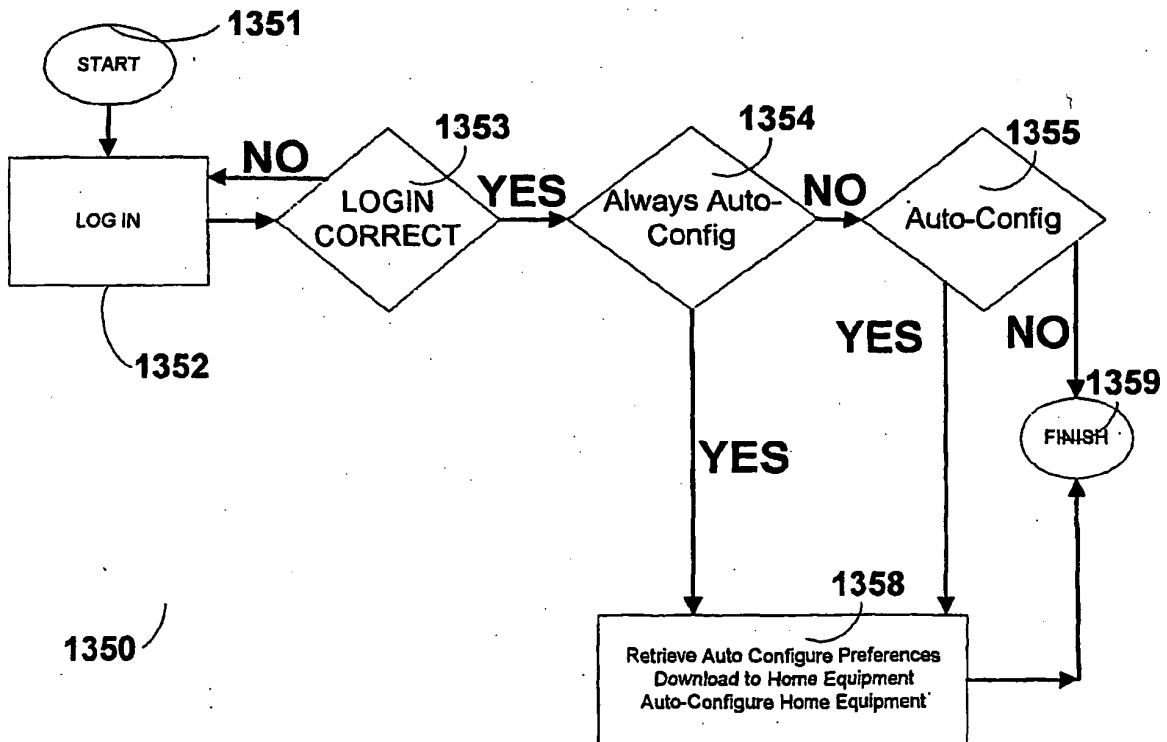 1351
START
1353
1354
1355
NO
LOG IN
LOGIN
CORRECT
YES
Always Auto-
Config
NO
Auto-Config
1352
YES
NO
1359
FINISH
YES
1358
1350
Retrieve Auto Configure Preferences
Download to Home Equipment
Auto-Configure Home Equipment